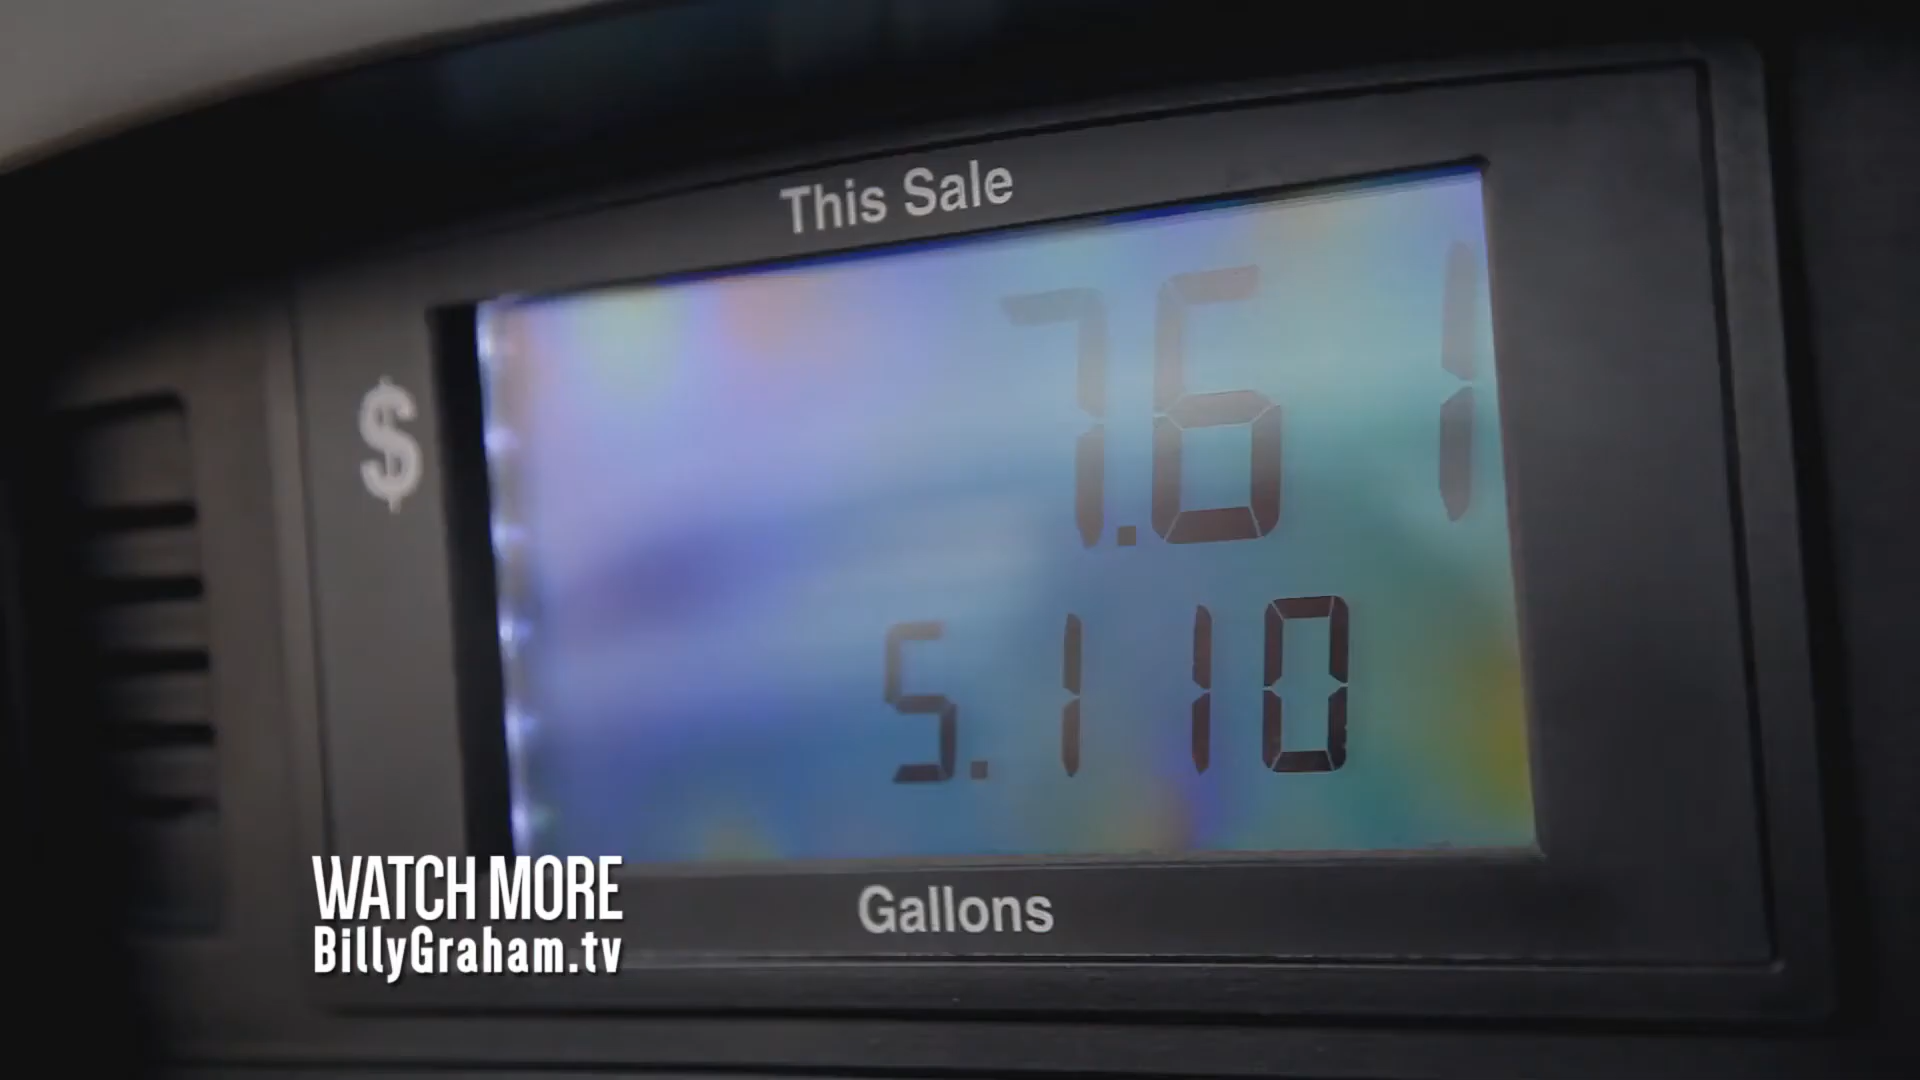 This Sale
$
7.61
5.110
Gallons
WATCH MORE
BillyGraham.tv